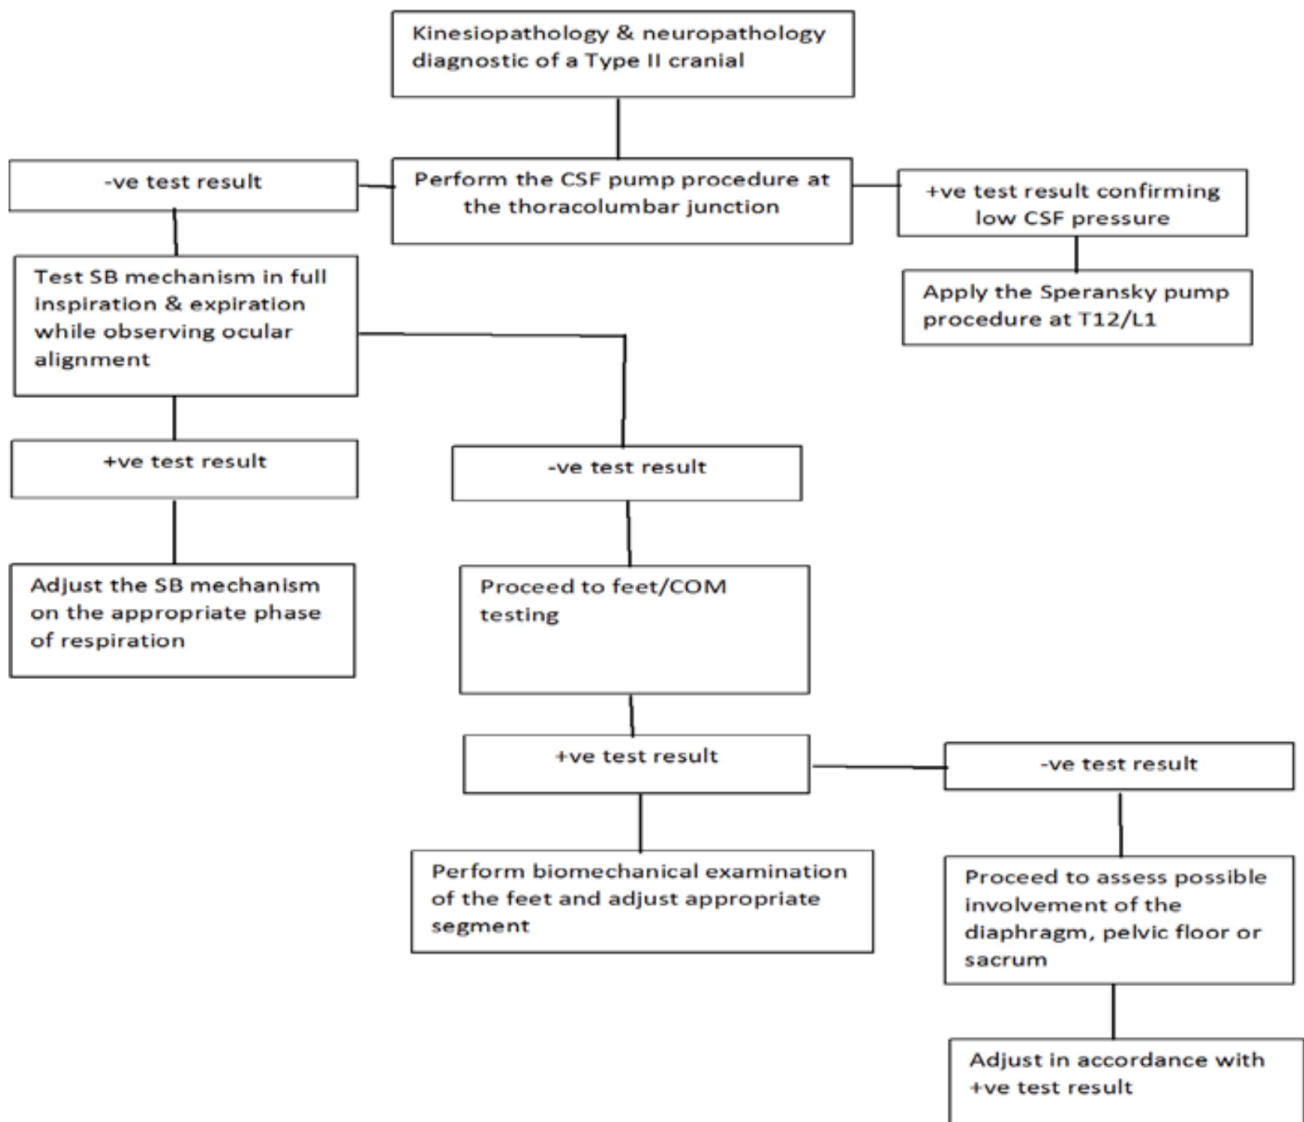 Kinesiopathology & neuropathology
diagnostic of a Type II cranial
-ve test result
Perform the CSF pump procedure at
the thoracolumbar junction
+ve test result confirming
low CSF pressure
Test SB mechanism in full
inspiration & expiration
while observing ocular
alignment
Apply the Speransky pump
procedure at T12/L1
+ve test result
-ve test result
Adjust the SB mechanism
on the appropriate phase
of respiration
Proceed to feet/COM
testing
+ve test result
-ve test result
Perform biomechanical examination
of the feet and adjust appropriate
segment
Proceed to assess possible
involvement of the
diaphragm, pelvic floor or
sacrum
Adjust in accordance with
+ve test result